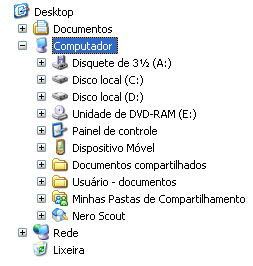 Desktop
Documentos
Computador
Disquete de 3½ (A:)
Disco local (C:)
Disco local (D:)
Unidade de DVD-RAM (E:)
Painel de controle
Dispositivo Móvel
Documentos compartilhados
Usuário - documentos
Minhas Pastas de Compartilhamento
Nero Scout
Rede
Lixeira